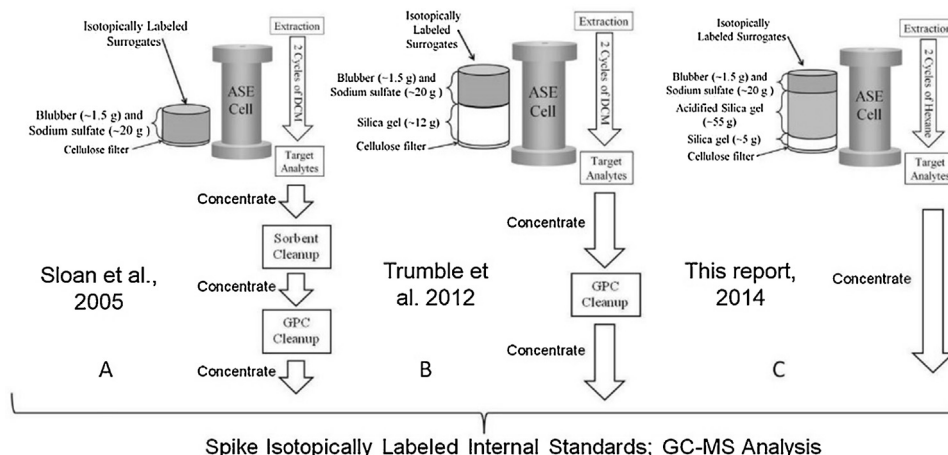 Isotopically Labeled
Surrogates
Blubber (~1.5 g) and
Sodium sulfate (~20 g )
Cellulose filter
ASE
Cell
Extraction
2 Cycles of DCM
Target
Analytes
Concentrate
Sorbent
Cleanup
Concentrate
GPC
Cleanup
Concentrate
Sloan et al.,
2005
A
Isotopically
Labeled
Surrogates
Blubber (~1.5 g) and
Sodium sulfate
(~20 g)
Silica gel (~12 g)
Cellulose filter
ASE
Cell
Extraction
2 Cycles of DCM
Target
Analytes
Concentrate
GPC
Cleanup
Concentrate
Trumble et
al. 2012
B
Isotopically
Labeled Surrogates
Blubber (~1.5 g) and
Sodium sulfate (~20 g)
Acidified Silica gel
(~55 g)
Silica gel (~5 g)
Cellulose filter
ASE
Cell
Extraction
2 Cycles of Hexane
Target
Analytes
Concentrate
This report,
2014
C
Spike Isotopically Labeled Internal Standards; GC-MS Analysis